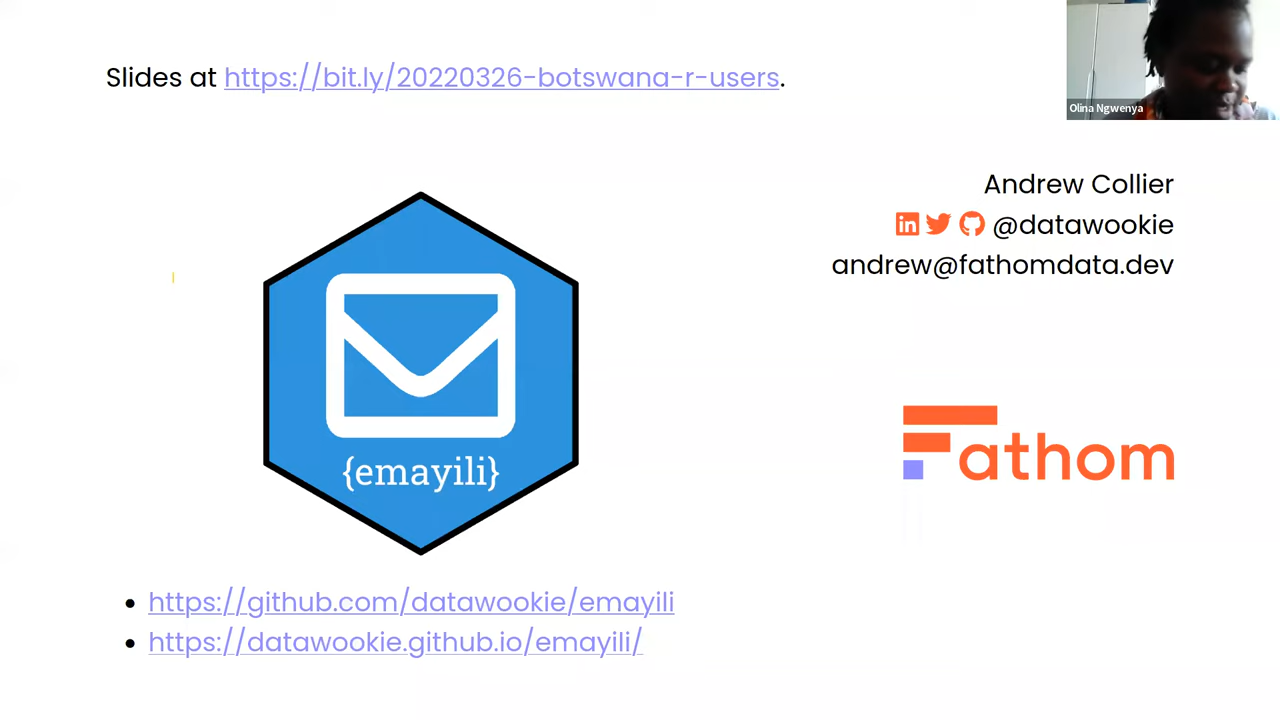 Slides at https://bit.ly/20220326-botswana-r-users.
Olina Ngwenya
Andrew Collier
@datawookie
andrew@fathomdata.dev
{emayili}
Fathom
https://github.com/datawookie/emayili
https://datawookie.github.io/emayili/